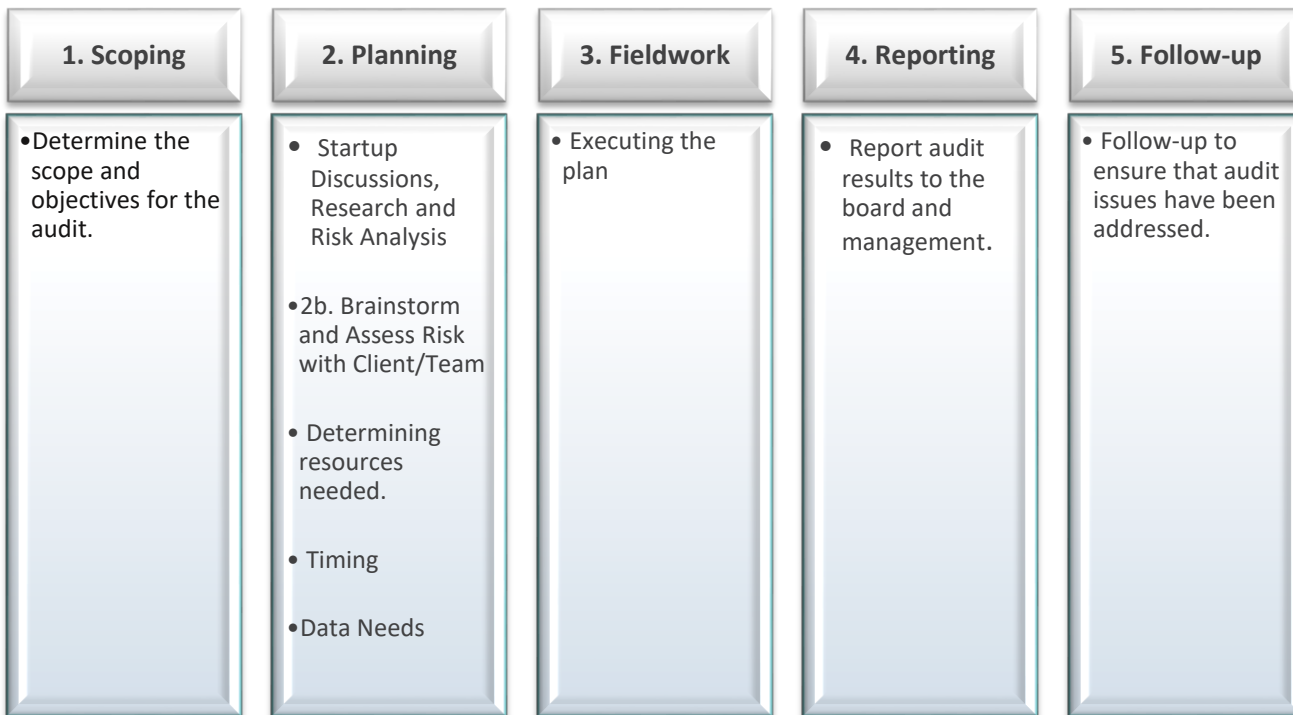 1. Scoping
•Determine the
scope and
objectives for the
audit.
2. Planning
• Startup
Discussions,
Research and
Risk Analysis
•2b. Brainstorm
and Assess Risk
with Client/Team
• Determining
resources
needed.
• Timing
•Data Needs
3. Fieldwork
• Executing the
plan
4. Reporting
• Report audit
results to the
board and
management.
5. Follow-up
• Follow-up to
ensure that audit
issues have been
addressed.